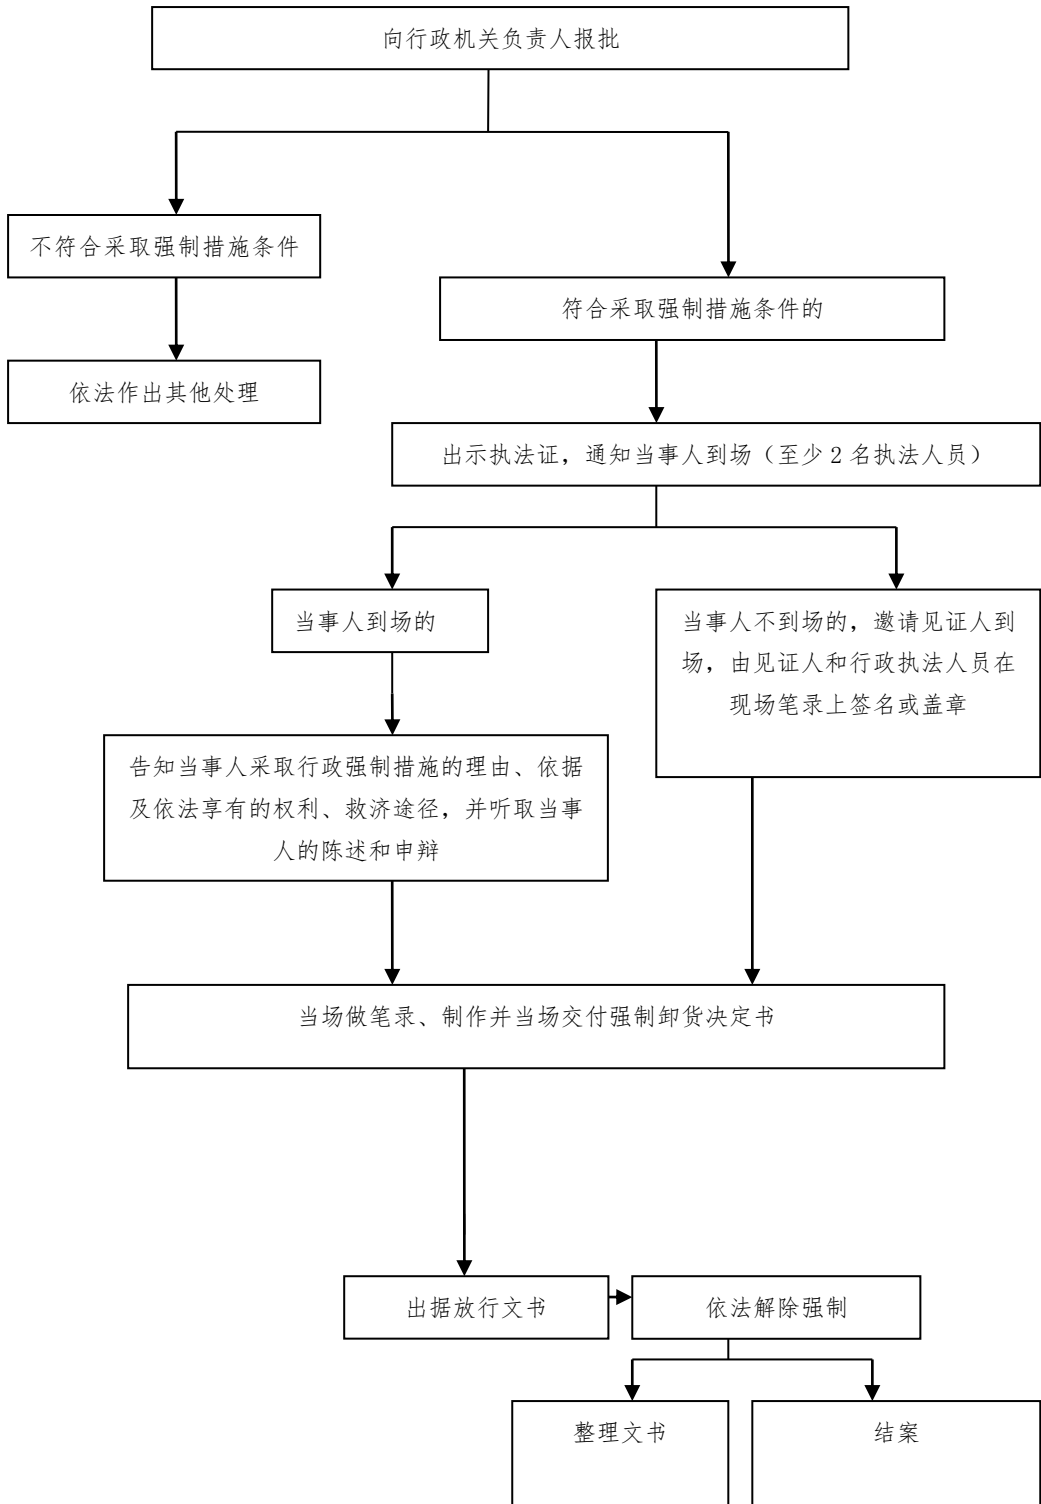 向行政机关负责人报批
不符合采取强制措施条件
符合采取强制措施条件的
依法作出其他处理
出示执法证，通知当事人到场（至少 2 名执法人员）
当事人到场的
当事人不到场的，邀请见证人到
场，由见证人和行政执法人员在
现场笔录上签名或盖章
告知当事人采取行政强制措施的理由、依据
及依法享有的权利、救济途径，并听取当事
人的陈述和申辩
当场做笔录、制作并当场交付强制卸货决定书
出据放行文书
依法解除强制
整理文书
结案